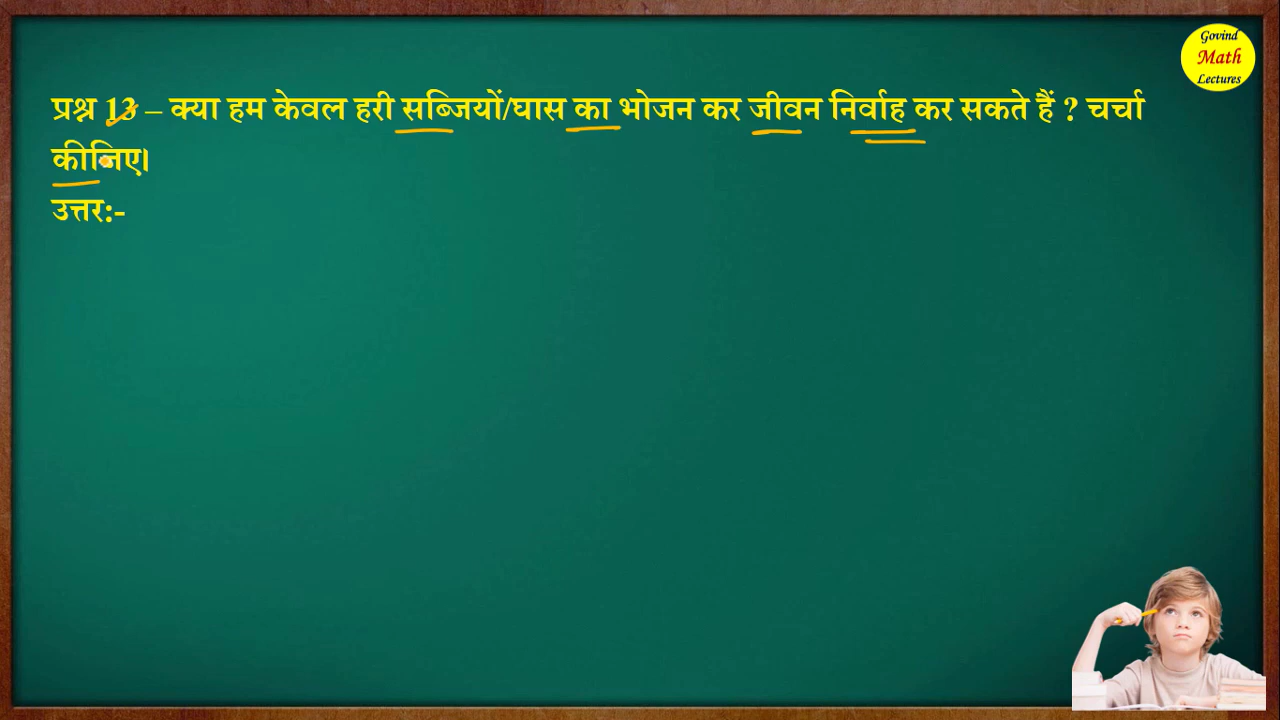 Govind
Math
Lectures
प्रश्न 13 – क्या हम केवल हरी सब्जियों/घास का भोजन कर जीवन निर्वाह कर सकते हैं ? चर्चा
कीजिए।
उत्तर:-